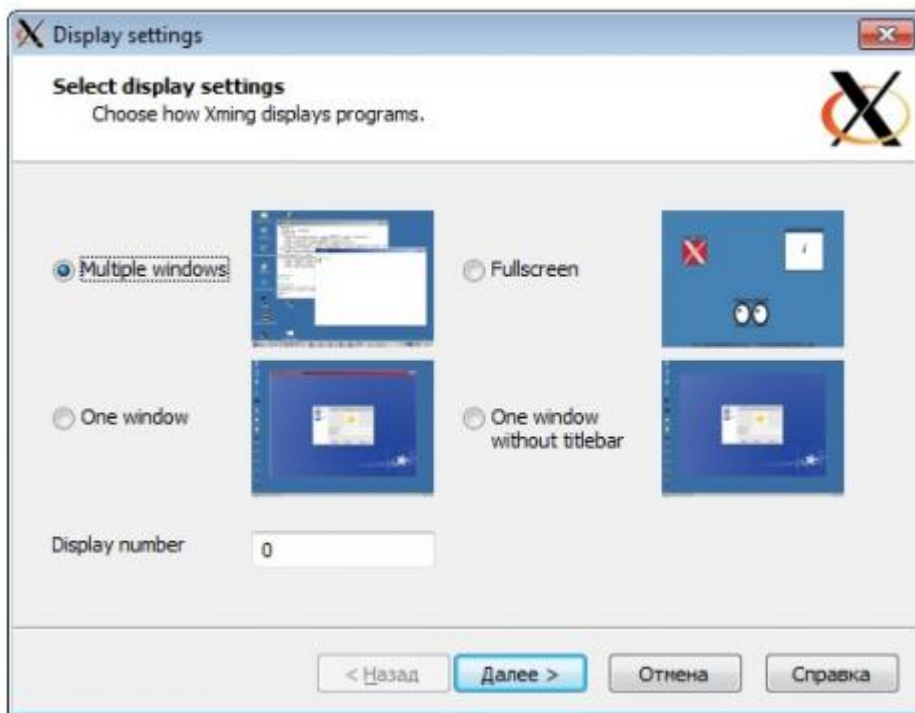 Display settings
Select display settings
Choose how Xming displays programs.
Multiple windows
Fullscreen
One window
One window
without titlebar
Display number
0
< Назад
Далее >
Отмена
Справка